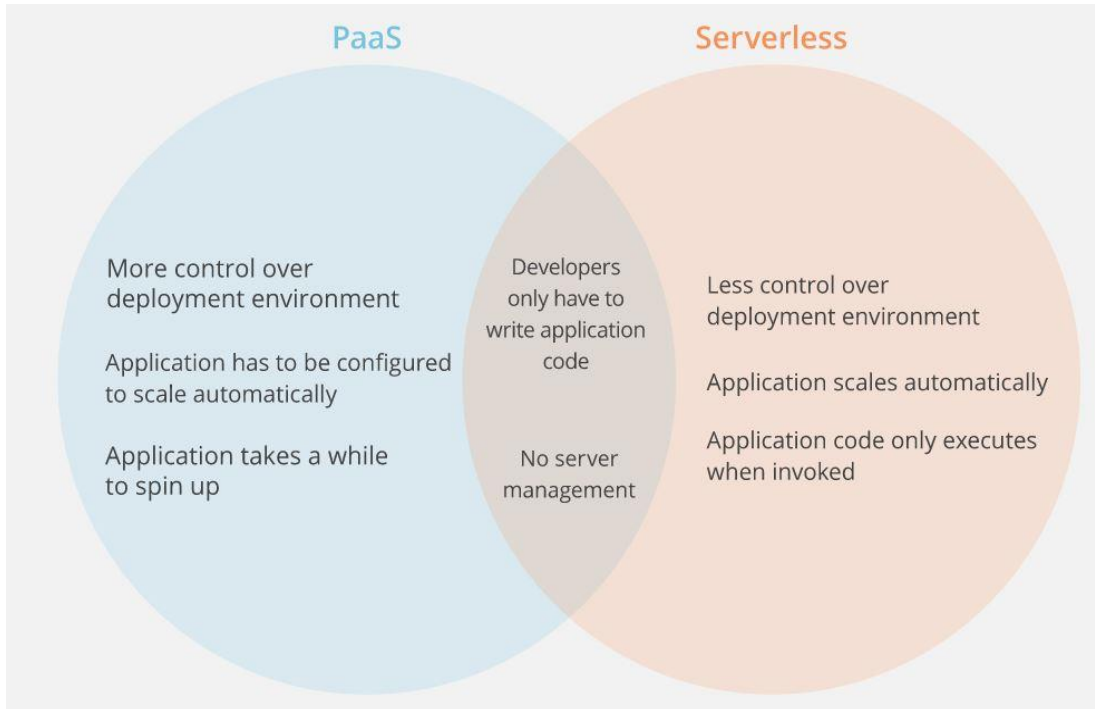 PaaS
Serverless
More control over
deployment environment
Application has to be configured
to scale automatically
Application takes a while
to spin up
Developers
only have to
write application
code
No server
management
Less control over
deployment environment
Application scales automatically
Application code only executes
when invoked